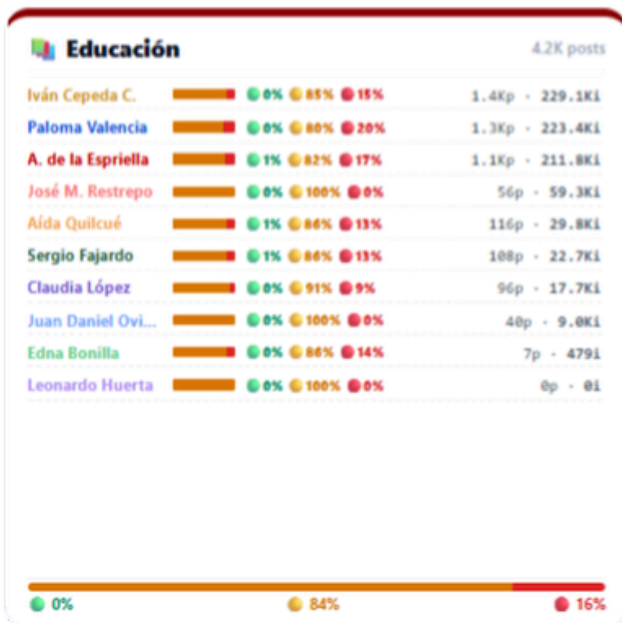 Educación 4.2K posts
Iván Cepeda C. 0% 85% 15% 1.4Kp · 229.1Ki
Paloma Valencia 0% 80% 20% 1.3Kp · 223.4Ki
A. de la Espriella 1% 82% 17% 1.1Kp · 211.8Ki
José M. Restrepo 0% 100% 0% 56p · 59.3Ki
Aída Quilcué 1% 86% 13% 116p · 29.8Ki
Sergio Fajardo 1% 86% 13% 108p · 22.7Ki
Claudia López 0% 91% 9% 96p · 17.7Ki
Juan Daniel Ovi... 0% 100% 0% 40p · 9.0Ki
Edna Bonilla 0% 86% 14% 7p · 479i
Leonardo Huerta 0% 100% 0% 0p · 0i
0% 84% 16%